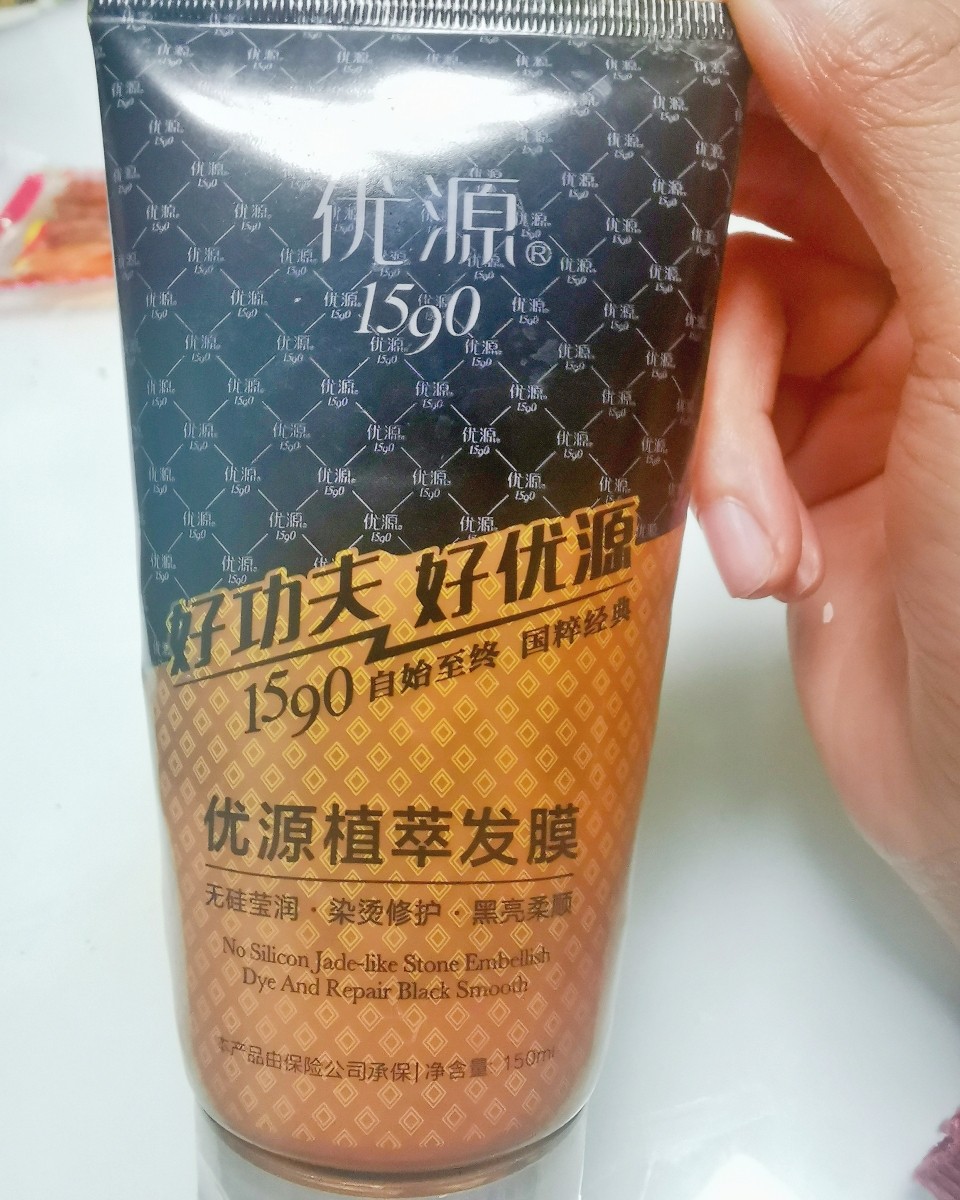 优源®
1590
好功夫 好优源
1590 自始至终 国粹经典
优源植萃发膜
无硅莹润·染烫修护·黑亮柔顺
No Silicon Jade-like Stone Embellish
Dye And Repair Black Smooth
本产品由保险公司承保|净含量: 150ml